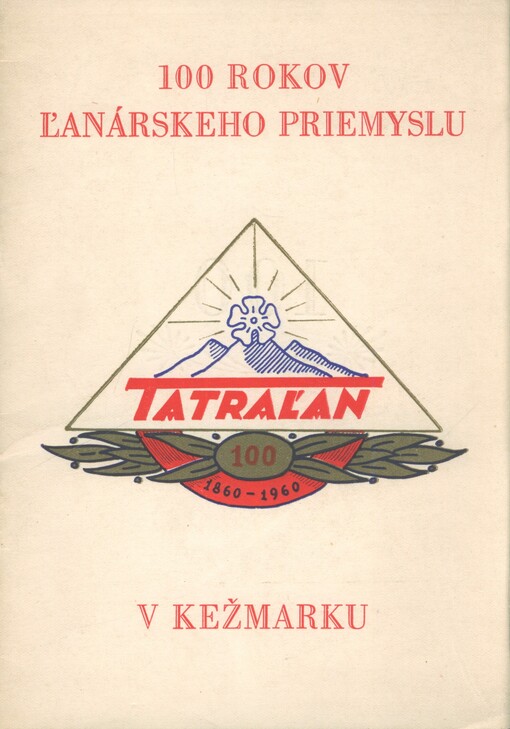 100 ROKOV
ĽANÁRSKEHO PRIEMYSLU
TATRAĽAN
100
1860-1960
V KEŽMARKU